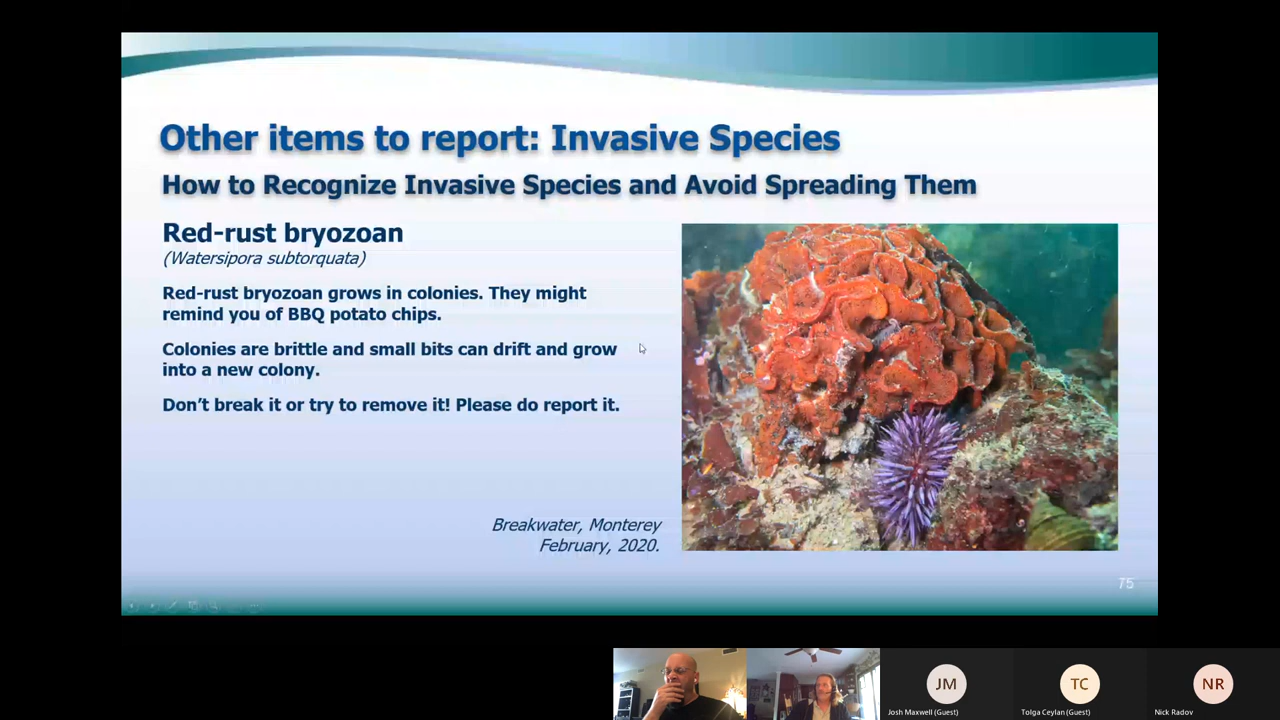 Other items to report: Invasive Species
How to Recognize Invasive Species and Avoid Spreading Them
Red-rust bryozoan
(Watersipora subtorquata)
Red-rust bryozoan grows in colonies. They might
remind you of BBQ potato chips.
Colonies are brittle and small bits can drift and grow
into a new colony.
Don’t break it or try to remove it! Please do report it.
Breakwater, Monterey
February, 2020.
75
JM
TC
NR
Josh Maxwell (Guest)
Tolga Ceylan (Guest)
Nick Radov